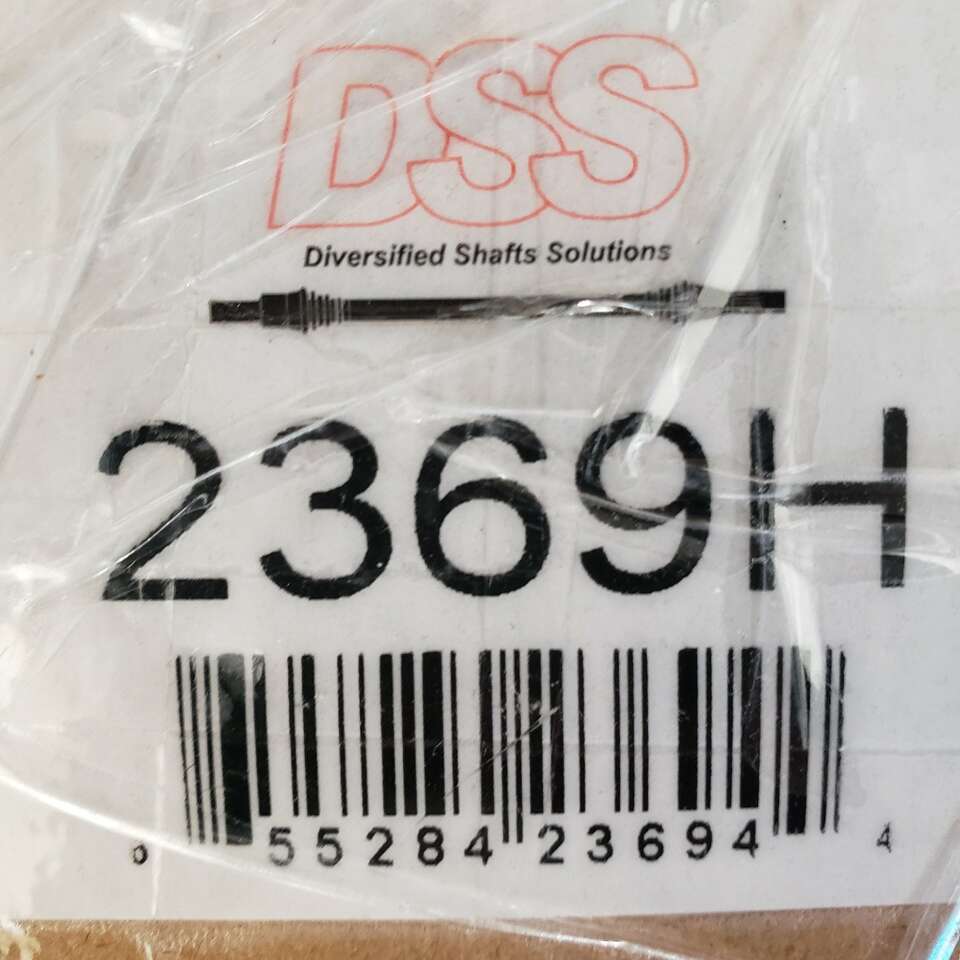 DSS
Diversified Shafts Solutions
2369H
0 55284 23694 4